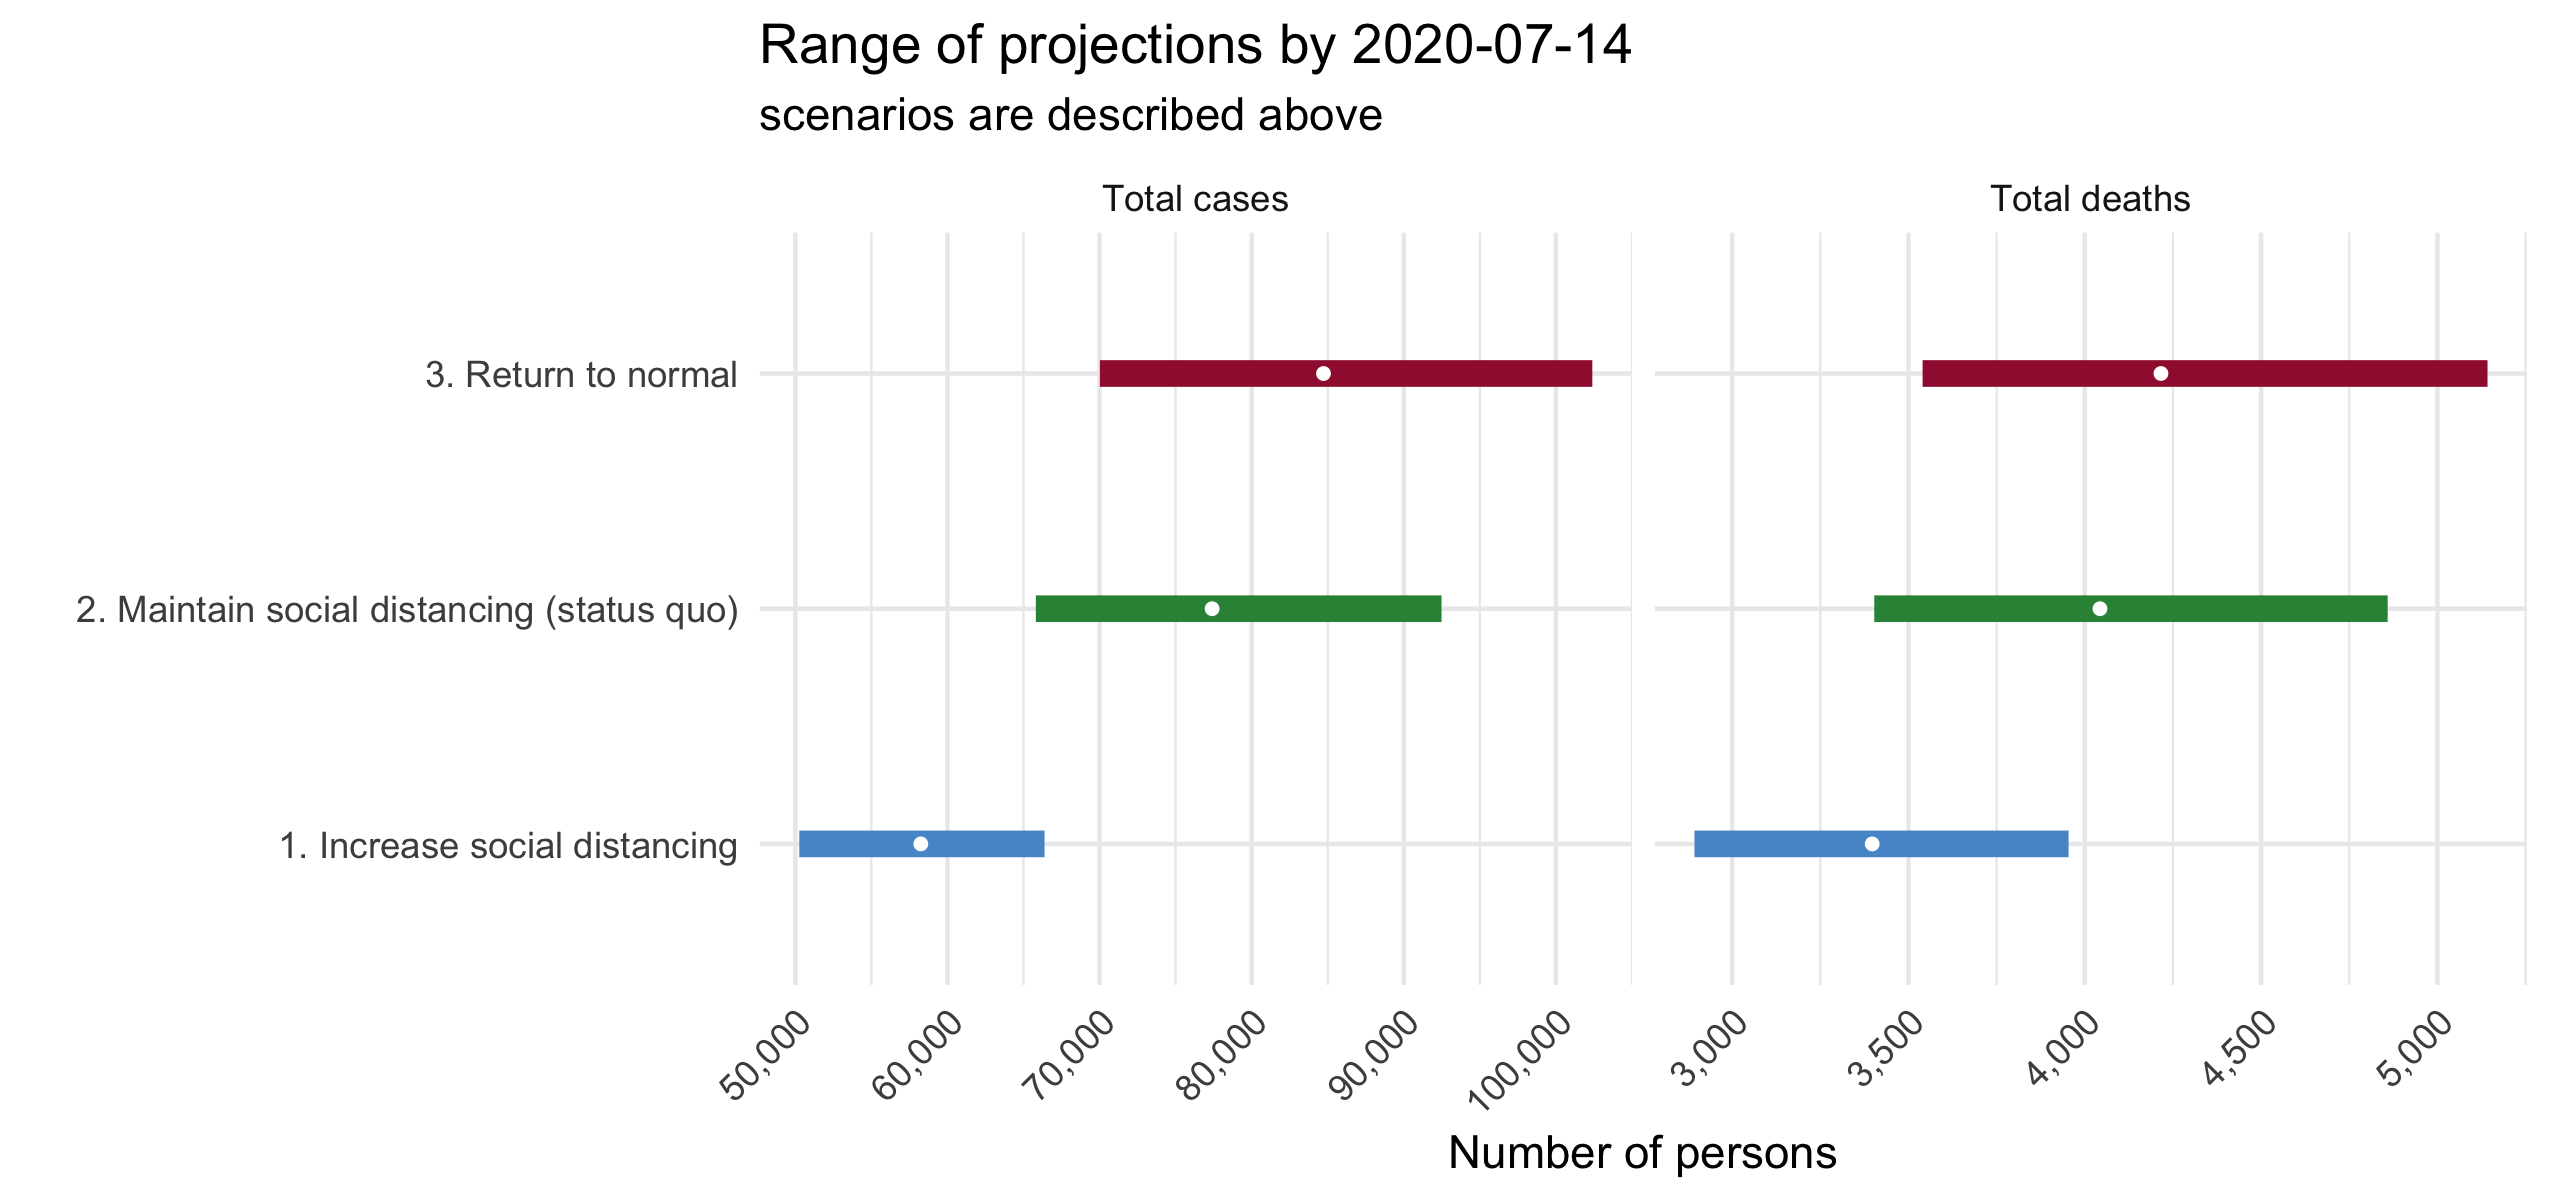 Range of projections by 2020-07-14
scenarios are described above
Total cases
Total deaths
3. Return to normal
2. Maintain social distancing (status quo)
1. Increase social distancing
50,000
60,000
70,000
80,000
90,000
100,000
3,000
3,500
4,000
4,500
5,000
Number of persons